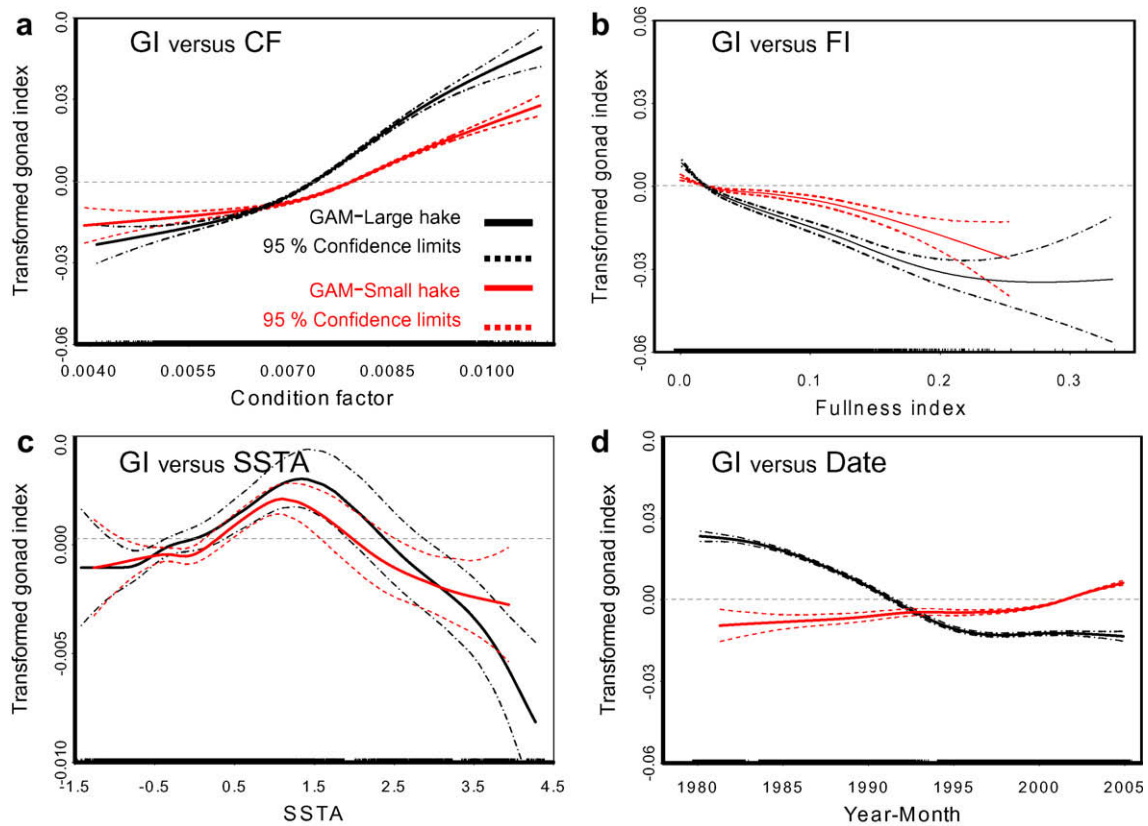 a
GI versus CF
Transformed gonad index
0.0
0.03
0.00
-0.03
-0.06
GAM-Large hake
95 % Confidence limits
GAM-Small hake
95 % Confidence limits
0.0040 0.0055 0.0070 0.0085 0.0100
Condition factor
b
GI versus FI
Transformed gonad index
0.06
0.03
0.00
-0.03
-0.06
0.0 0.1 0.2 0.3
Fullness index
c
GI versus SSTA
Transformed gonad index
0.0
0.000
-0.005
-0.010
-1.5 -0.5 0.5 1.5 2.5 3.5 4.5
SSTA
d
GI versus Date
Transformed gonad index
0.0
0.03
0.00
-0.03
-0.06
1980 1985 1990 1995 2000 2005
Year-Month